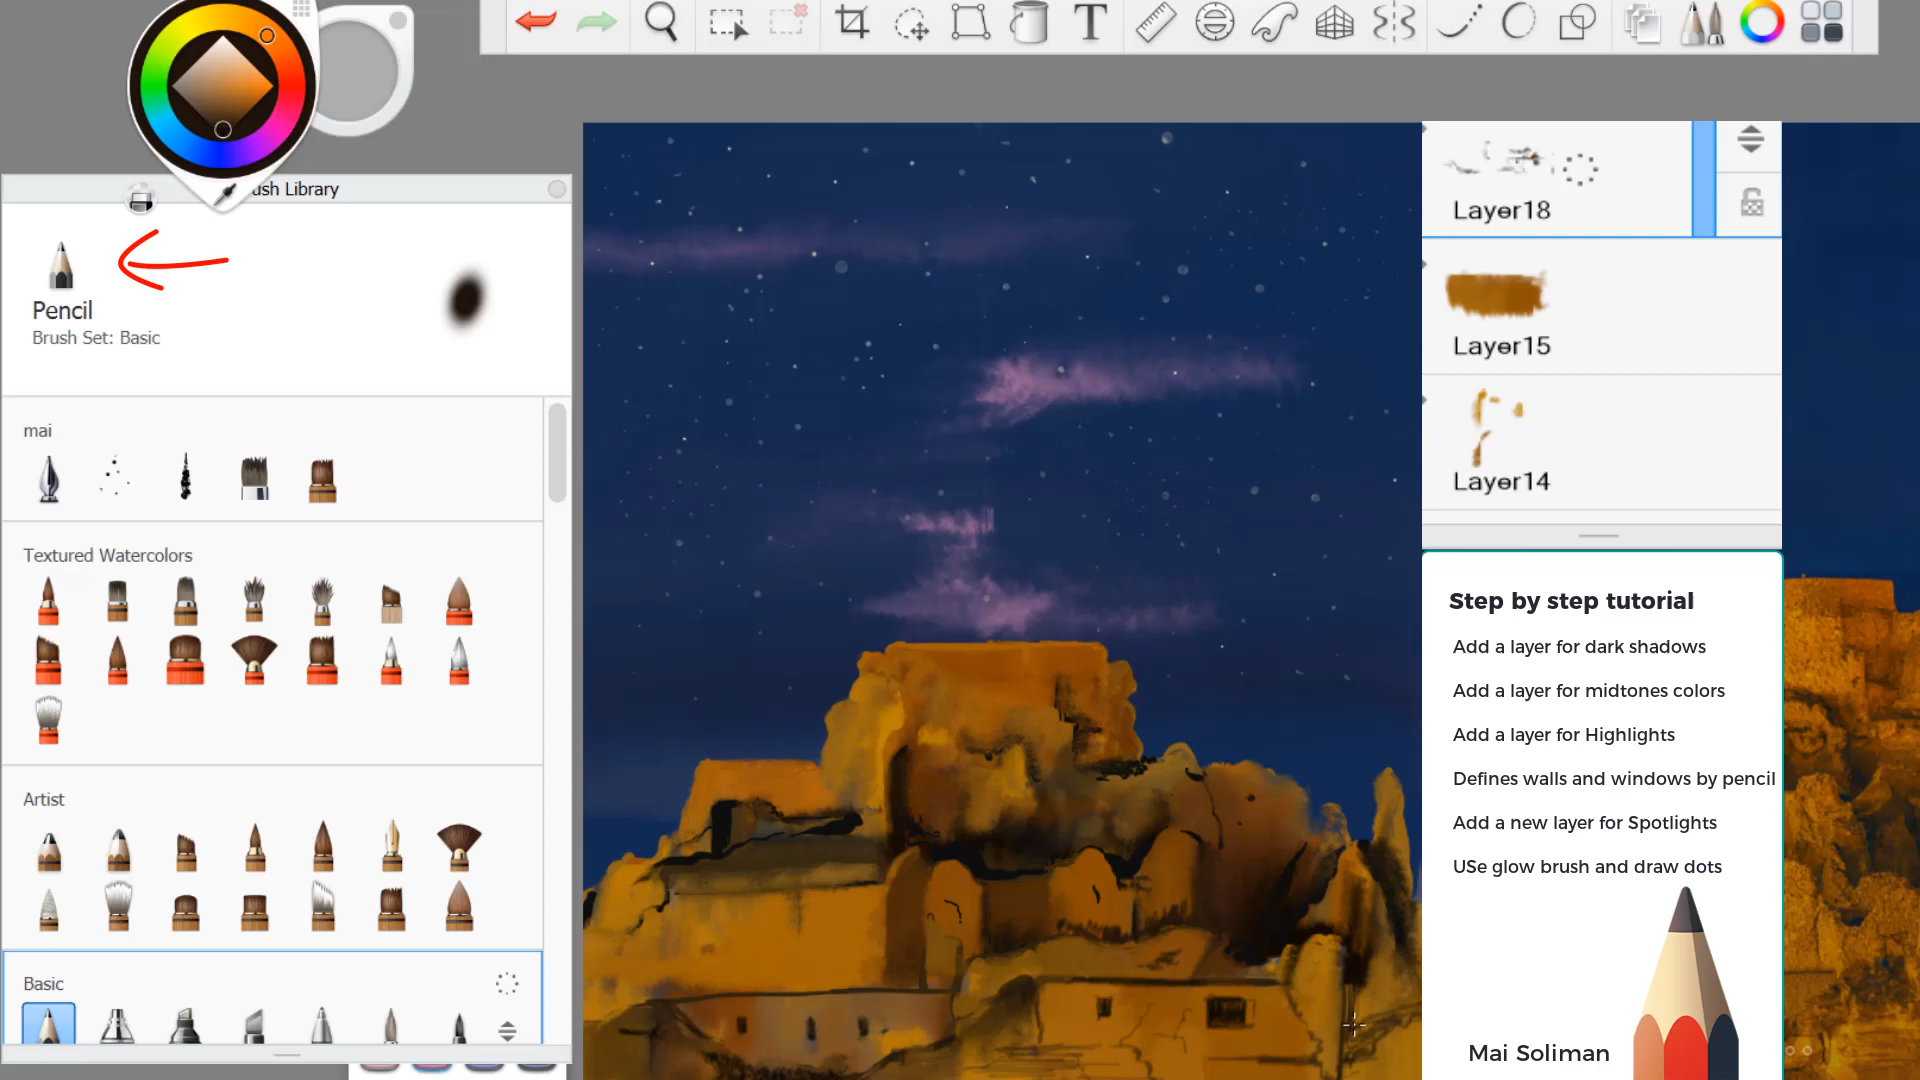 ush Library
Pencil
Brush Set: Basic
mai
Textured Watercolors
Artist
Basic
T
Layer18
Layer15
Layer14
Step by step tutorial
Add a layer for dark shadows
Add a layer for midtones colors
Add a layer for Highlights
Defines walls and windows by pencil
Add a new layer for Spotlights
USe glow brush and draw dots
Mai Soliman